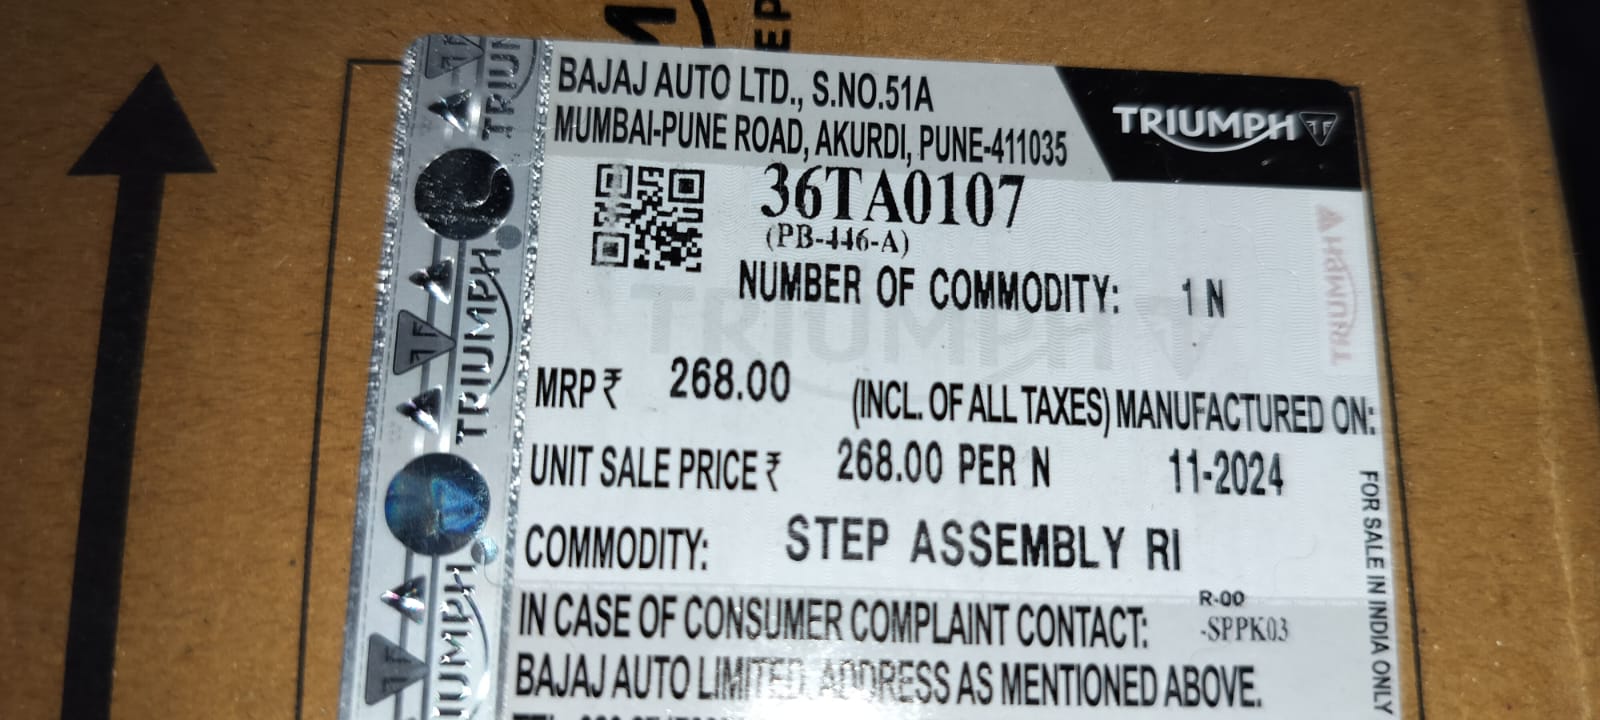 BAJAJ AUTO LTD., S.NO.51A
MUMBAI-PUNE ROAD, AKURDI, PUNE-411035
TRIUMPH
36TA0107
(PB-446-A)
NUMBER OF COMMODITY: 1 N
MRP ₹ 268.00 (INCL. OF ALL TAXES) MANUFACTURED ON:
UNIT SALE PRICE ₹ 268.00 PER N 11-2024
COMMODITY: STEP ASSEMBLY RI
IN CASE OF CONSUMER COMPLAINT CONTACT: R-00
-SPPK03
BAJAJ AUTO LIMITED, ADDRESS AS MENTIONED ABOVE.
FOR SALE IN INDIA ONLY
TRIUMPH
TRIUMPH
TRIUMPH